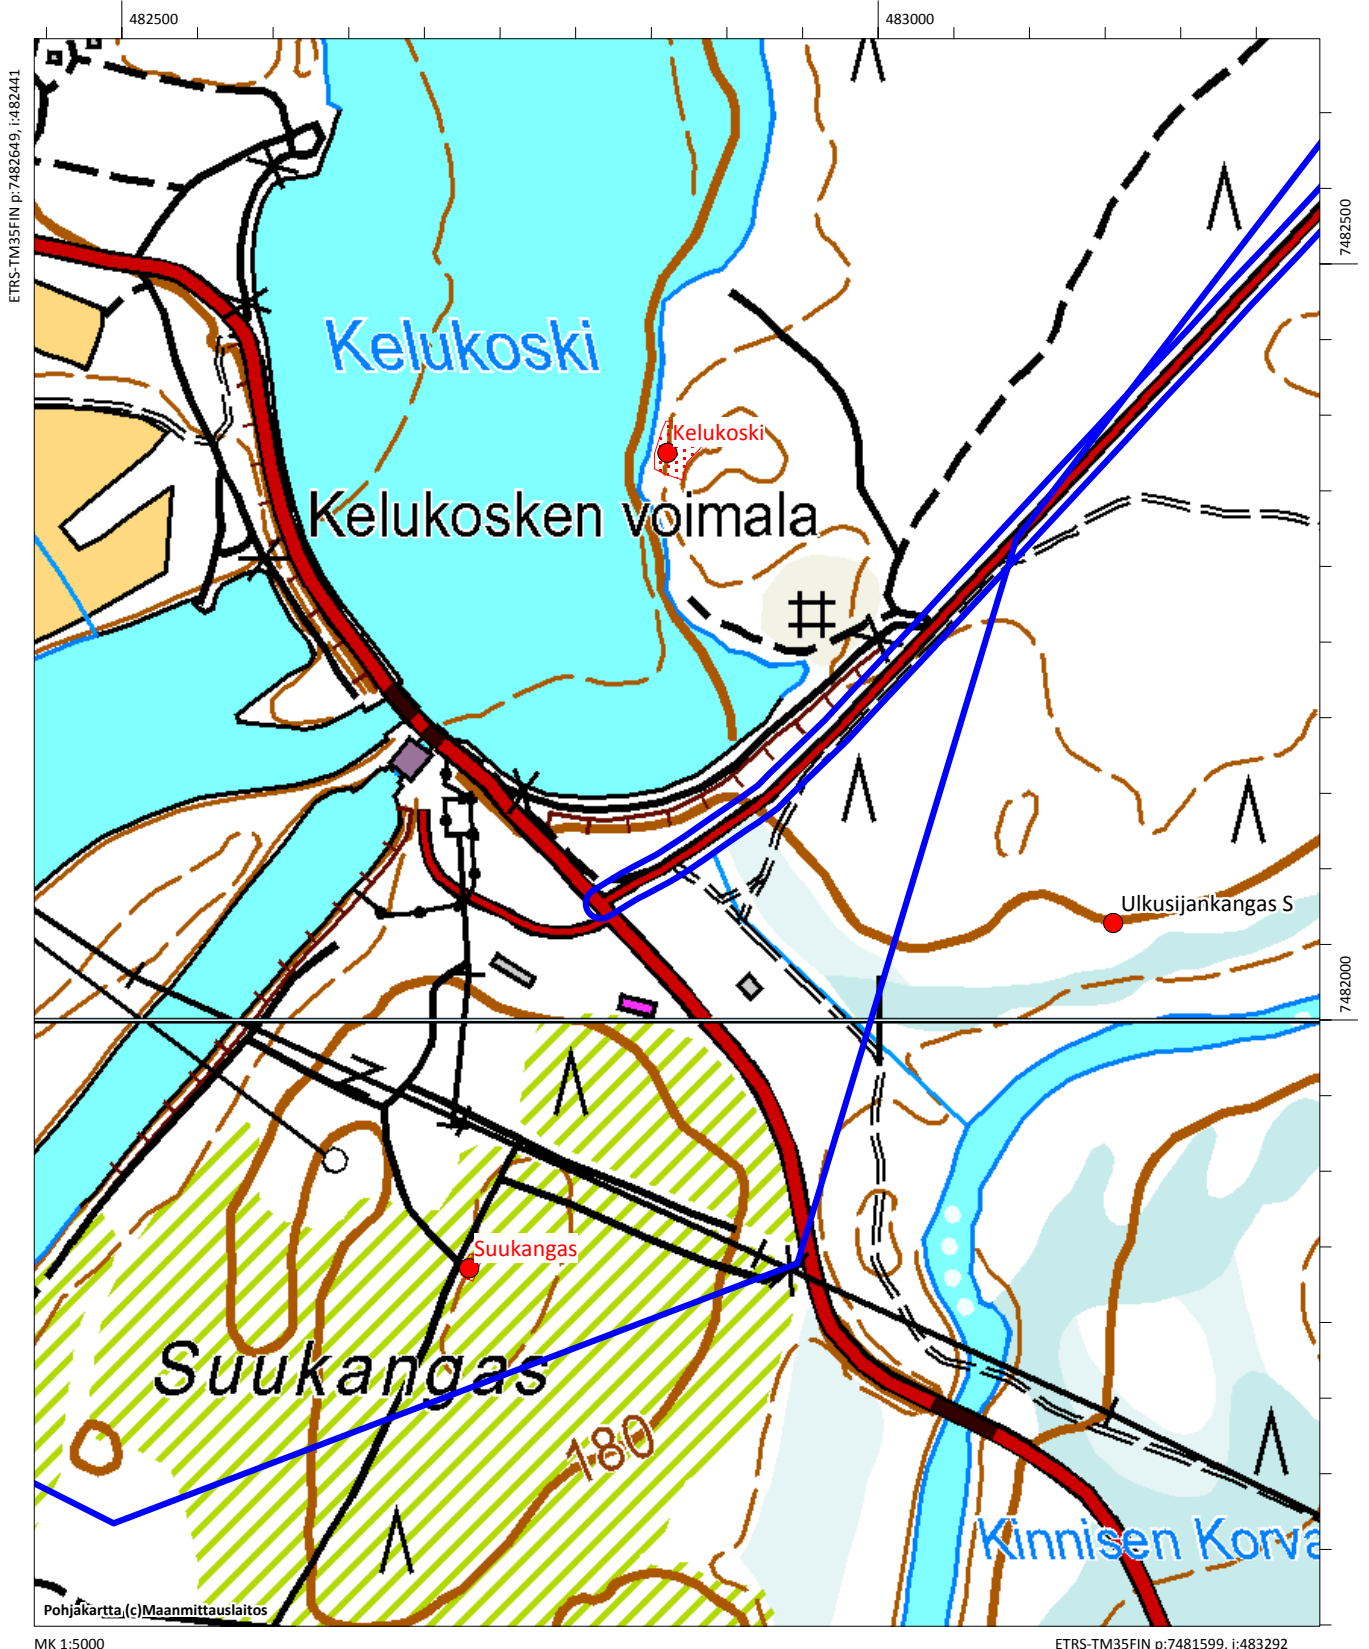 482500
483000
ETRS-TM35FIN p:7482649, i:482441
7482500
Kelukoski
Kelukoski
Kelukosken voimala
Ulkusijankangas S
7482000
Suukangas
Suukangas
180
Kinnisen Korva
Pohjakartta,(c)Maanmittauslaitos
MK 1:5000
ETRS-TM35FIN p:7481599, i:483292